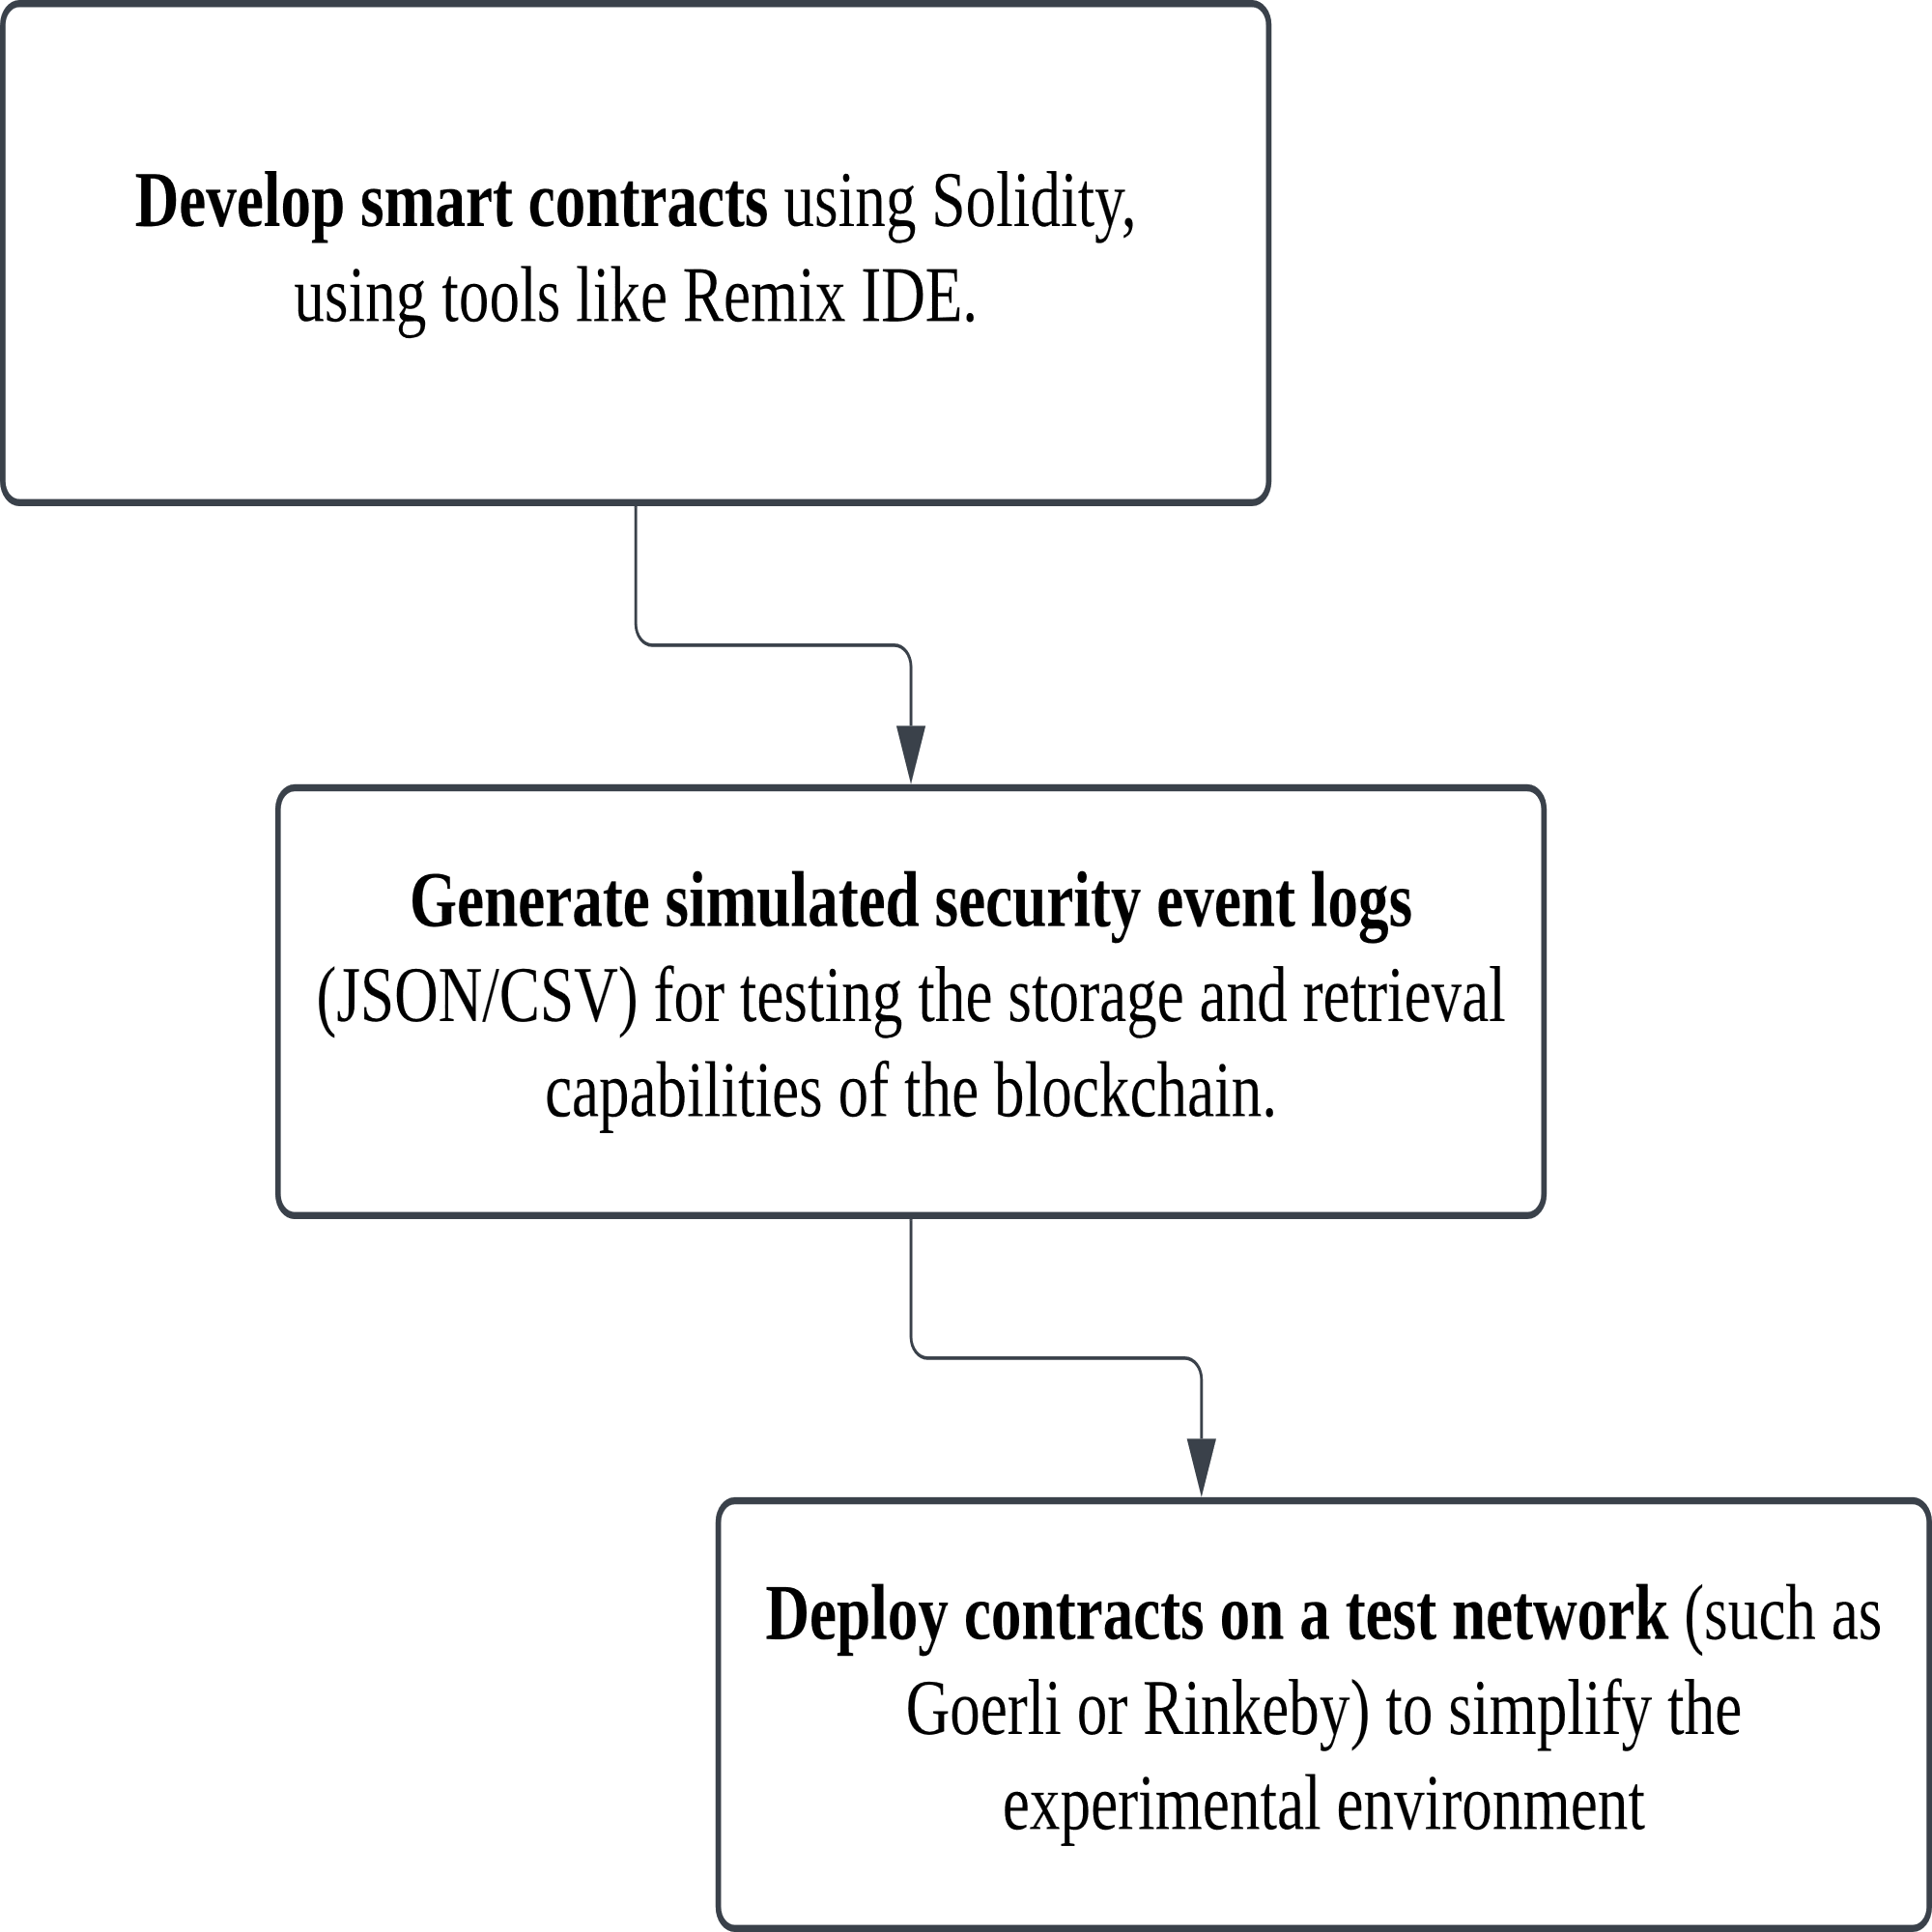 Develop smart contracts using Solidity,
using tools like Remix IDE.
Generate simulated security event logs
(JSON/CSV) for testing the storage and retrieval
capabilities of the blockchain.
Deploy contracts on a test network (such as
Goerli or Rinkeby) to simplify the
experimental environment